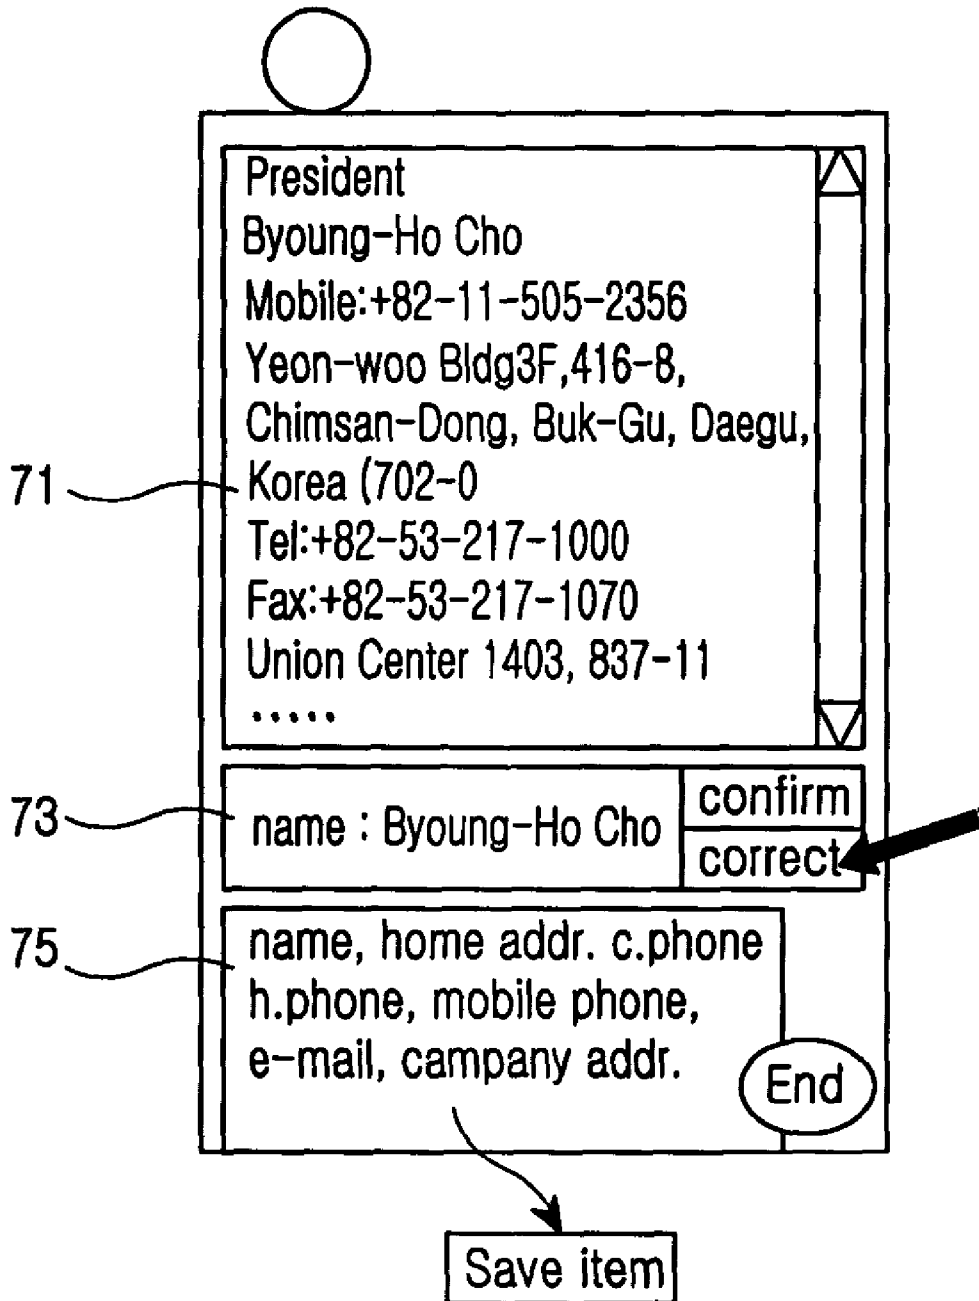 President
Byoung-Ho Cho
Mobile:+82-11-505-2356
Yeon-woo Bldg3F,416-8,
Chimsan-Dong, Buk-Gu, Daegu,
71
Korea (702-0
Tel:+82-53-217-1000
Fax:+82-53-217-1070
Union Center 1403, 837-11
.....
73
name : Byoung-Ho Cho
confirm
correct
75
name, home addr. c.phone
h.phone, mobile phone,
e-mail, campany addr.
End
Save item